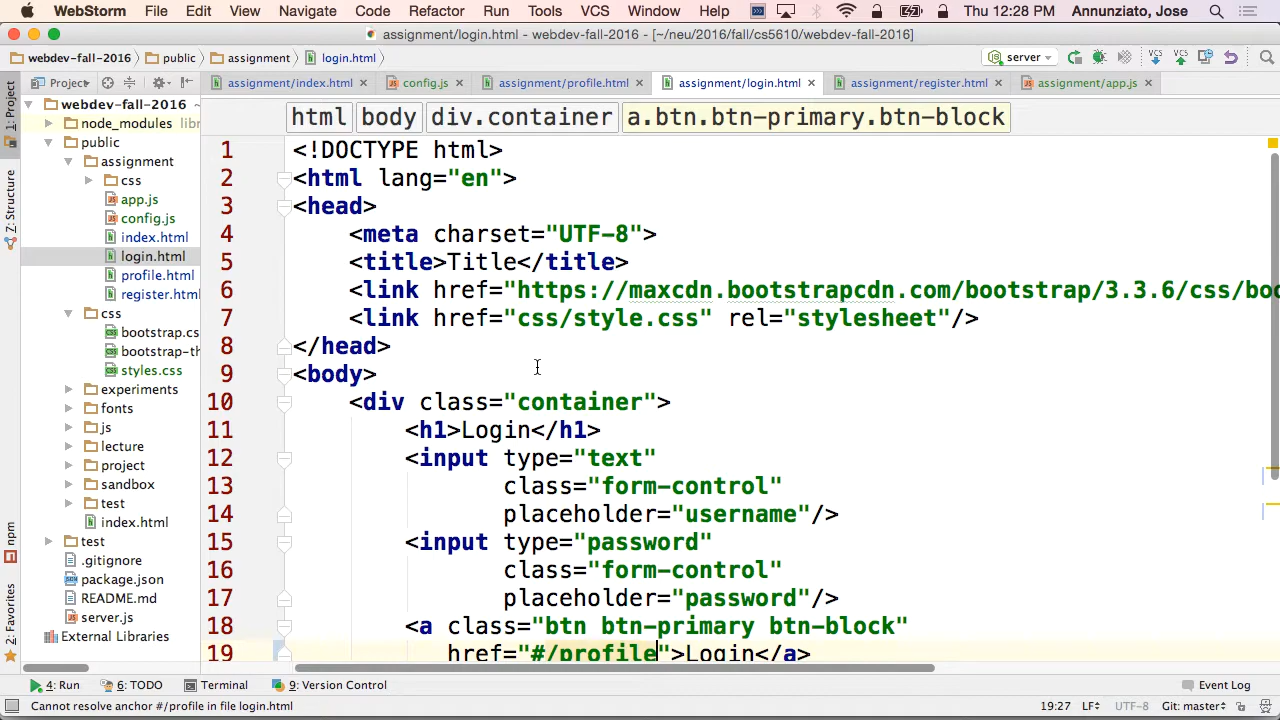 WebStorm File Edit View Navigate Code Refactor Run Tools VCS Window Help Thu 12:28 PM Annunziato, Jose
assignment/login.html - webdev-fall-2016 - [~/neu/2016/fall/cs5610/webdev-fall-2016]
webdev-fall-2016 public assignment login.html server VCS VCS
Project assignment/index.html config.js assignment/profile.html assignment/login.html assignment/register.html assignment/app.js
1: Project
Z: Structure
npm
2: Favorites
webdev-fall-2016 ~
node_modules libr
public
assignment
css
app.js
config.js
index.html
login.html
profile.html
register.html
css
bootstrap.cs
bootstrap-th
styles.css
experiments
fonts
js
lecture
project
sandbox
test
index.html
test
.gitignore
package.json
README.md
server.js
External Libraries
html body div.container a.btn.btn-primary.btn-block
1 <!DOCTYPE html>
2 <html lang="en">
3 <head>
4 <meta charset="UTF-8">
5 <title>Title</title>
6 <link href="https://maxcdn.bootstrapcdn.com/bootstrap/3.3.6/css/boo
7 <link href="css/style.css" rel="stylesheet"/>
8 </head>
9 <body>
10 <div class="container">
11 <h1>Login</h1>
12 <input type="text"
13 class="form-control"
14 placeholder="username"/>
15 <input type="password"
16 class="form-control"
17 placeholder="password"/>
18 <a class="btn btn-primary btn-block"
19 href="#/profile">Login</a>
4: Run 6: TODO Terminal 9: Version Control Event Log
Cannot resolve anchor #/profile in file login.html 19:27 LF UTF-8 Git: master